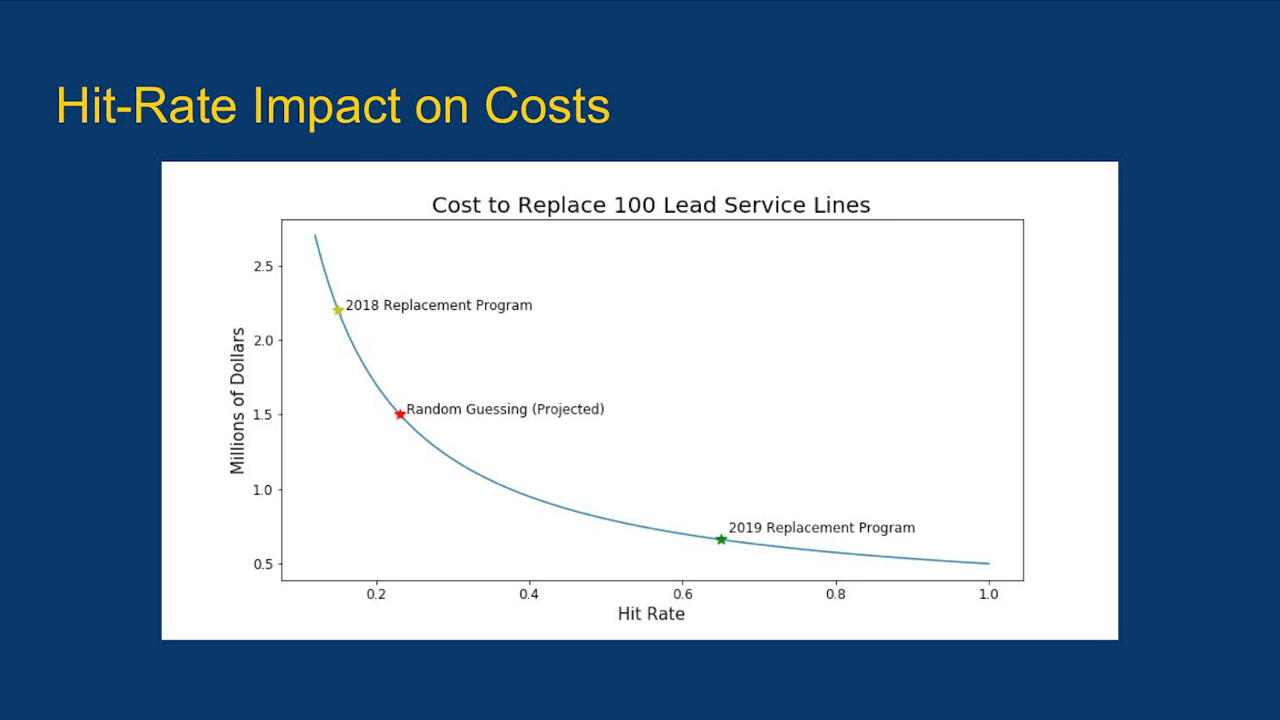 Hit-Rate Impact on Costs
Cost to Replace 100 Lead Service Lines
2.5
2018 Replacement Program
2.0
Millions of Dollars
1.5
Random Guessing (Projected)
1.0
2019 Replacement Program
0.5
0.2 0.4 0.6 0.8 1.0
Hit Rate